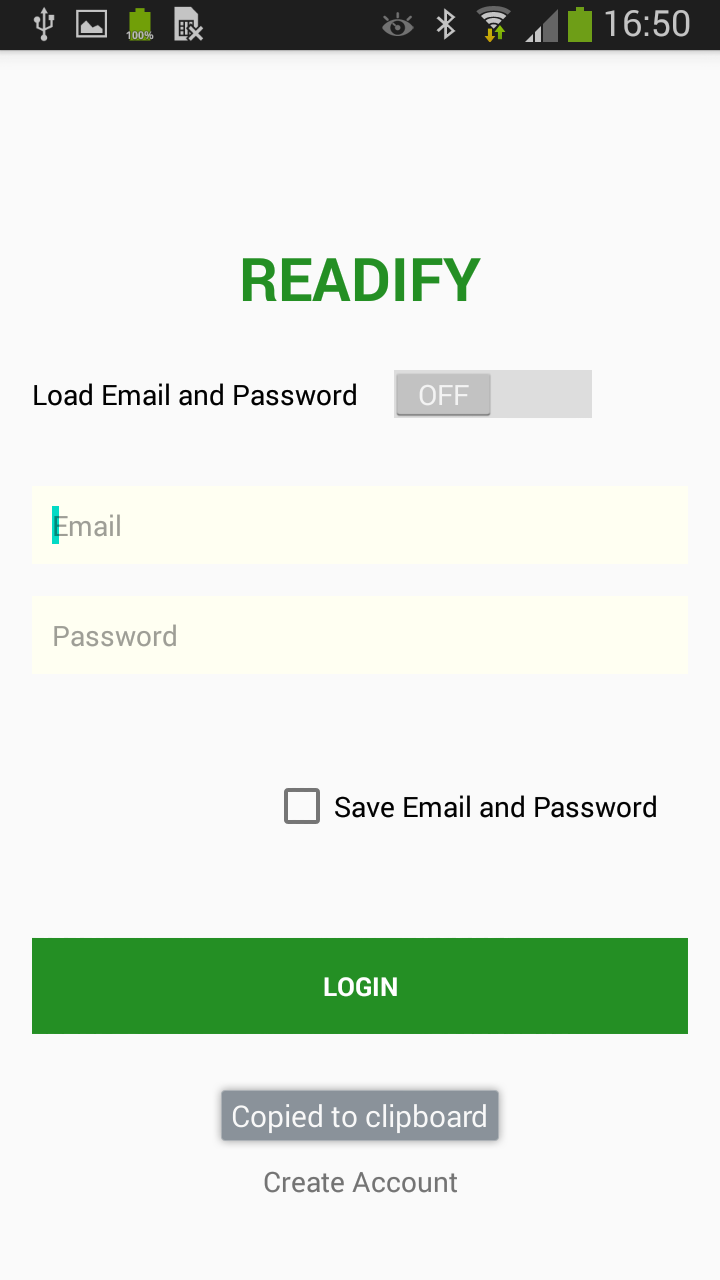 100%
16:50
READIFY
Load Email and Password
OFF
Email
Password
Save Email and Password
LOGIN
Copied to clipboard
Create Account